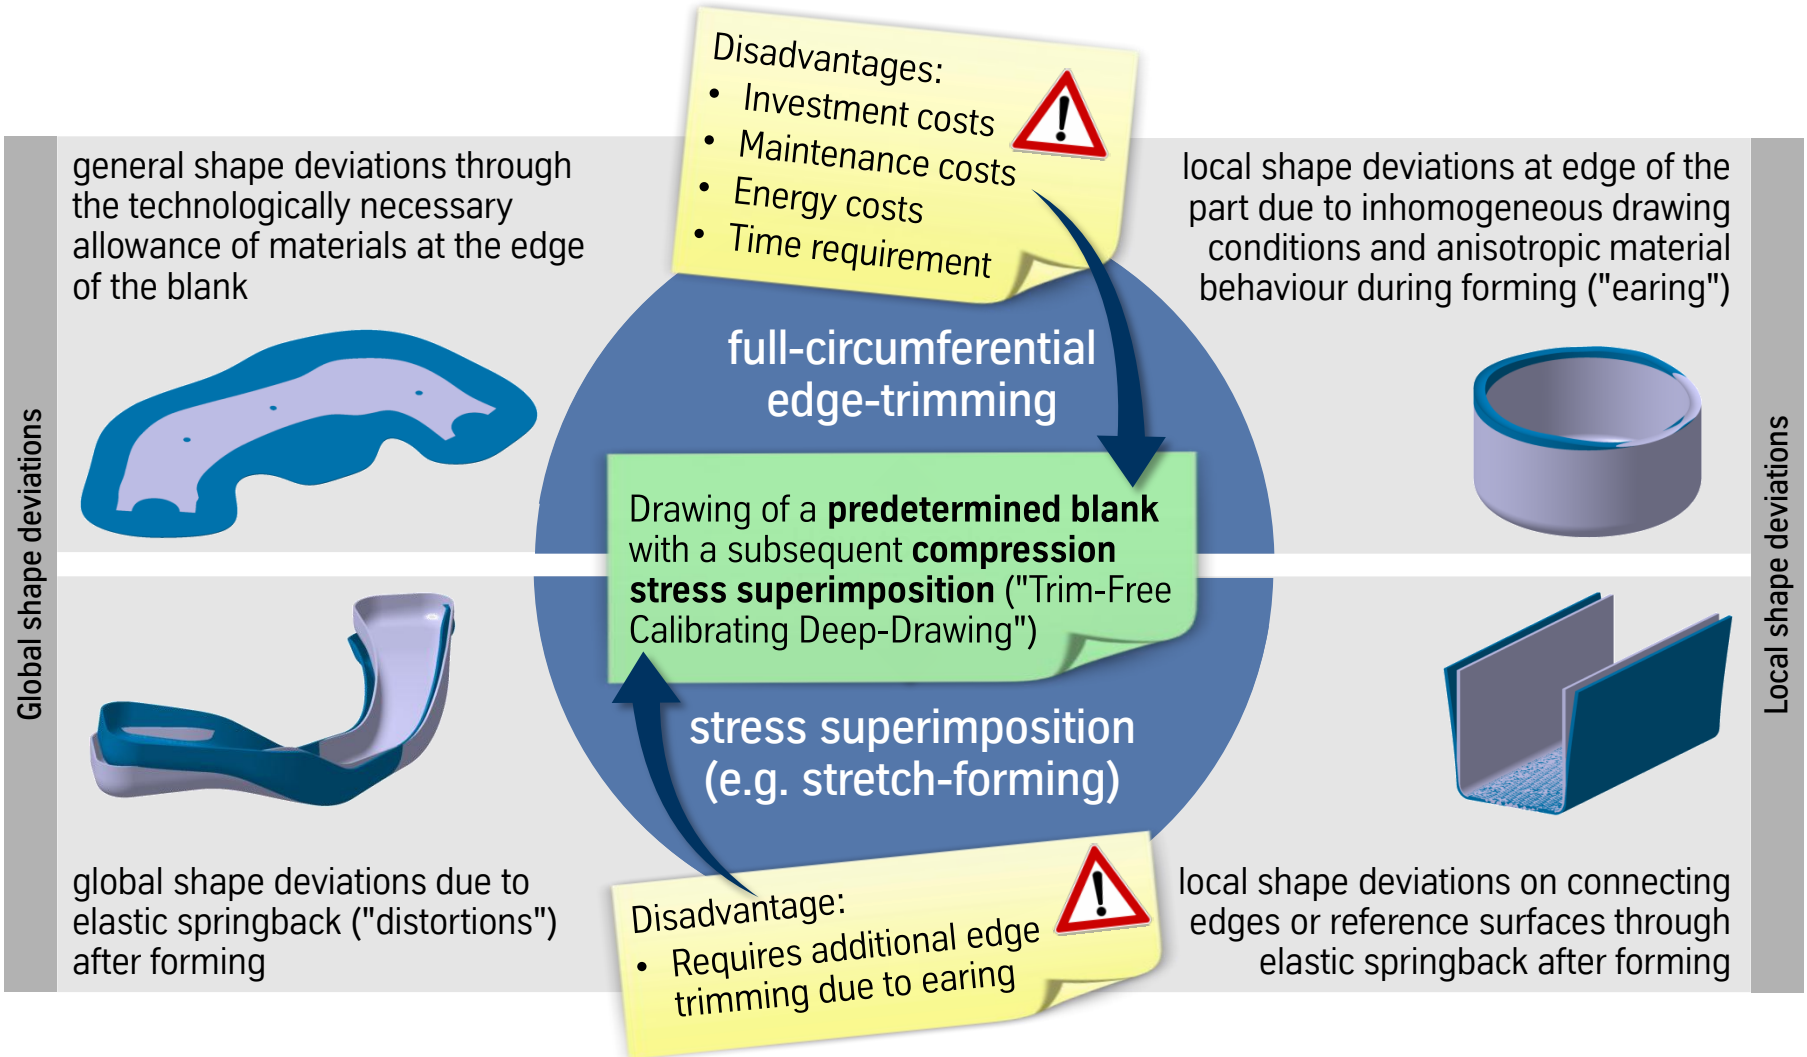 Disadvantages:
• Investment costs
• Maintenance costs
• Energy costs
• Time requirement
Global shape deviations
general shape deviations through
the technologically necessary
allowance of materials at the edge
of the blank
local shape deviations at edge of the
part due to inhomogeneous drawing
conditions and anisotropic material
behaviour during forming ("earing")
Local shape deviations
full-circumferential
edge-trimming
Drawing of a predetermined blank
with a subsequent compression
stress superimposition ("Trim-Free
Calibrating Deep-Drawing")
stress superimposition
(e.g. stretch-forming)
global shape deviations due to
elastic springback ("distortions")
after forming
Disadvantage:
• Requires additional edge
trimming due to earing
local shape deviations on connecting
edges or reference surfaces through
elastic springback after forming